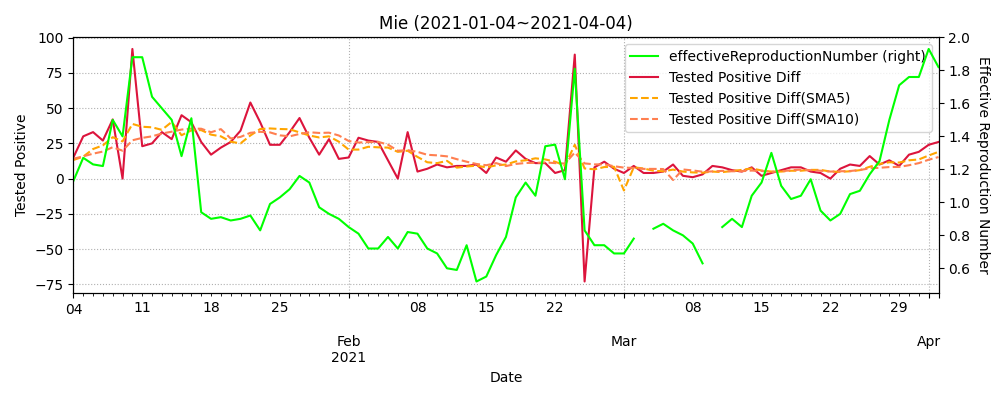 Mie (2021-01-04~2021-04-04)
effectiveReproductionNumber (right)
Tested Positive Diff
Tested Positive Diff(SMA5)
Tested Positive Diff(SMA10)
Tested Positive
100
75
50
25
0
−25
−50
−75
2.0
1.8
1.6
1.4
1.2
1.0
0.8
0.6
Effective Reproduction Number
04 11 18 25 08 15 22 08 15 22 29
Feb Mar Apr
2021
Date